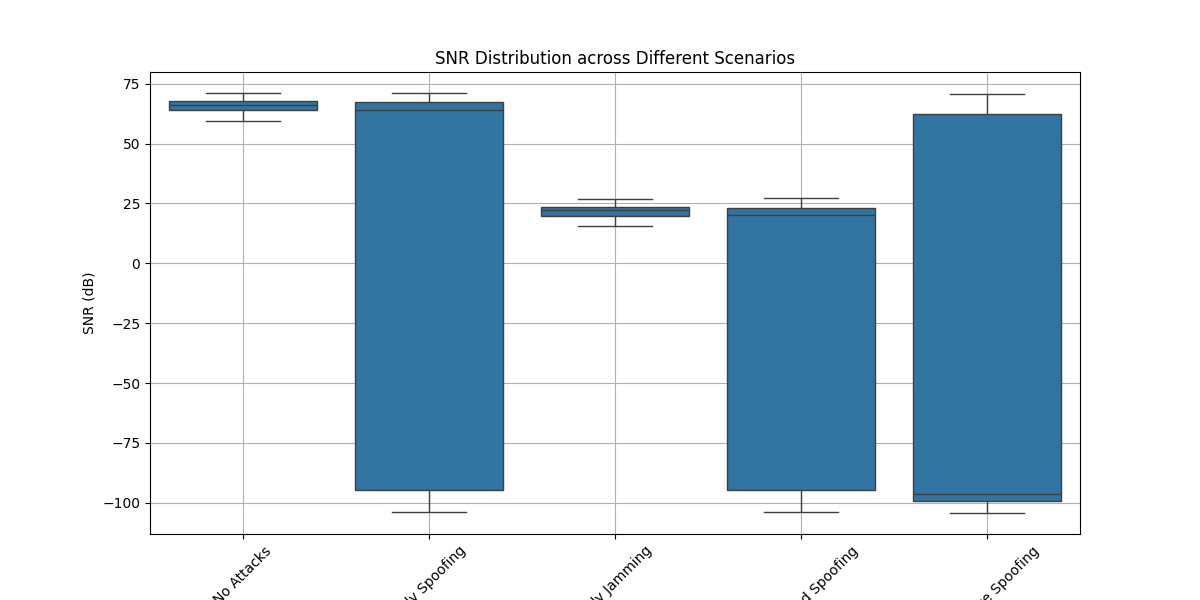 SNR Distribution across Different Scenarios
75
50
25
0
−25
−50
−75
−100
SNR (dB)
No Attacks
Spoofing
Jamming
Spoofing
Spoofing